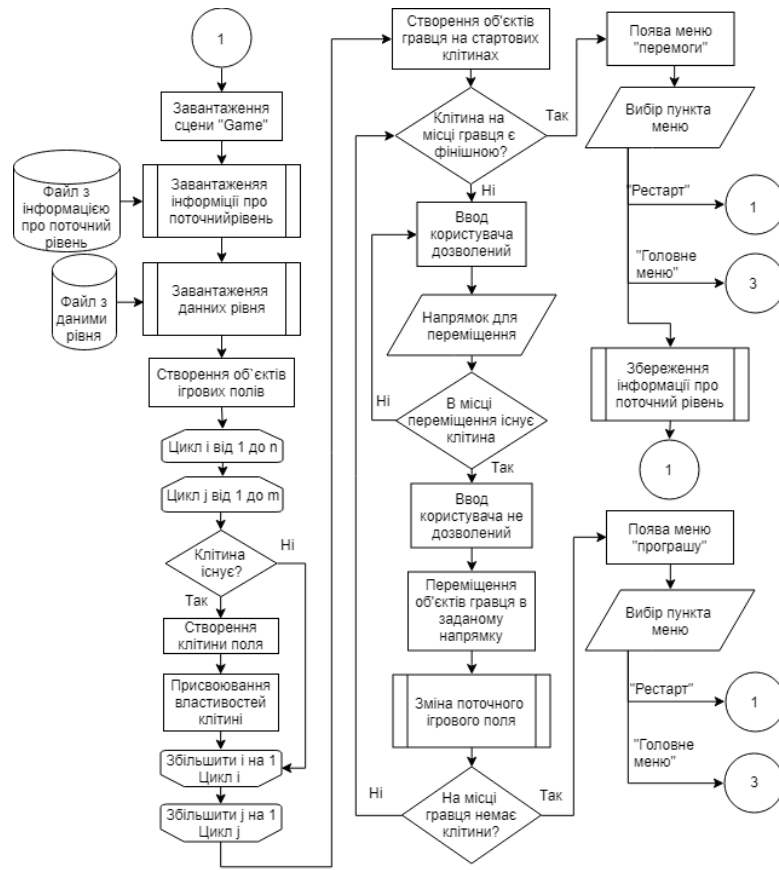 1
Завантаження
сцени "Game"
Файл з
інформацією
про поточний
рівень
Завантаженяя
інформіції про
поточнийрівень
Файл з
даними
рівня
Завантаженяя
данних рівня
Створення об`єктів
ігрових полів
Цикл i від 1 до n
Цикл j від 1 до m
Клітина
існує?
Ні
Так
Створення
клітини поля
Присвоювання
властивостей
клітині
Збільшити i на 1
Цикл i
Збільшити j на 1
Цикл j
Створення об'єктів
гравця на стартових
клітинах
Клітина на
місці гравця є
фінішною?
Так
Ні
Ввод
користувача
дозволений
Напрямок для
переміщення
Ні
В місці
переміщення існує
клітина
Так
Ввод
користувача не
дозволений
Переміщення
об'єктів гравця в
заданому
напрямку
Зміна поточного
ігрового поля
Ні
На місці
гравця немає
клітини?
Так
Поява меню
"перемоги"
Вибір пункта
меню
"Рестарт"
1
"Головне
меню"
3
Збереження
інформації про
поточний рівень
1
Поява меню
"програшу"
Вибір пункта
меню
"Рестарт"
1
"Головне
меню"
3